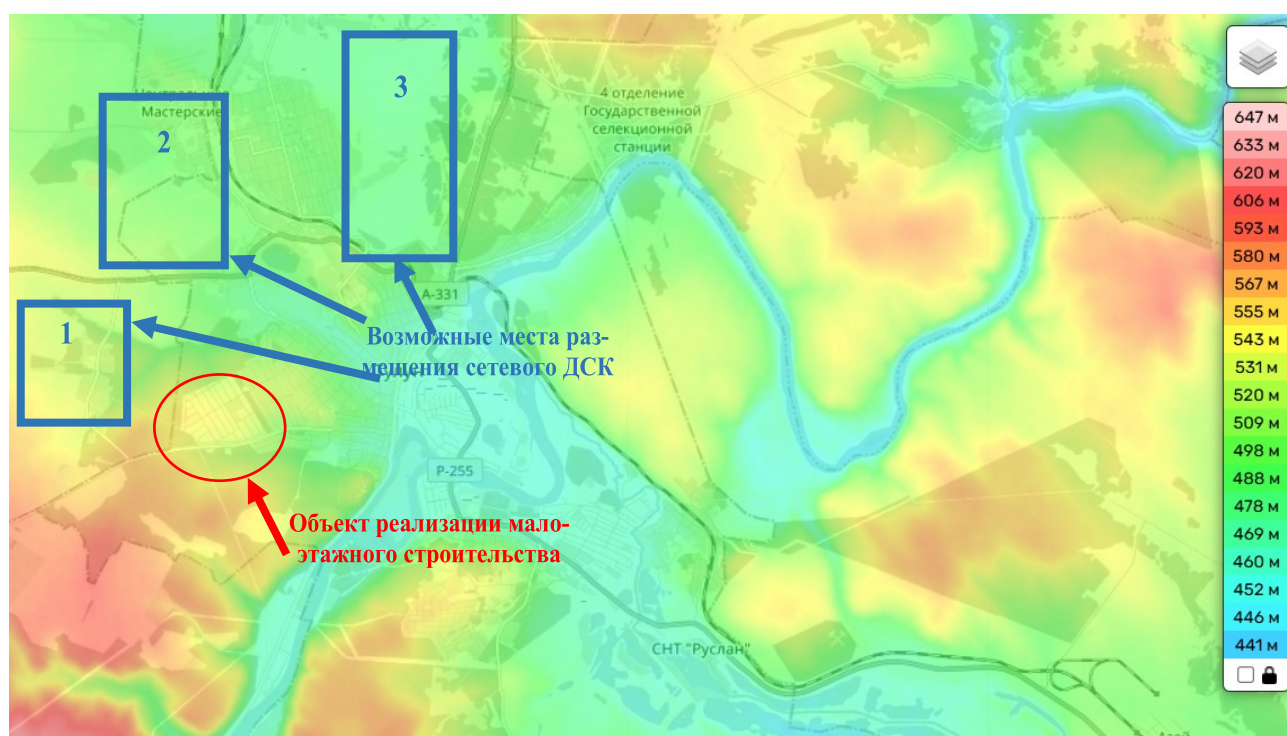 3
4 отделение
Государственной
селекционной
станции
Центральные
Мастерские
2
А-331
1
Возможные места раз-
мещения сетевого ДСК
Р-255
Объект реализации мало-
этажного строительства
СНТ "Руслан"
647 м
633 м
620 м
606 м
593 м
580 м
567 м
555 м
543 м
531 м
520 м
509 м
498 м
488 м
478 м
469 м
460 м
452 м
446 м
441 м